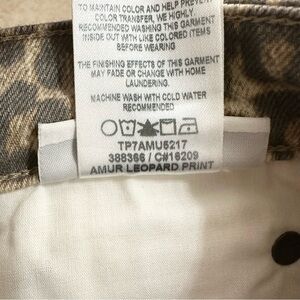 TO MAINTAIN COLOR AND HELP PREVENT
COLOR TRANSFER, WE HIGHLY
RECOMMENDED WASHING THIS GARMENT
INSIDE OUT WITH LIKE COLORED ITEMS
BEFORE WEARING
THE FINISHING EFFECTS OF THIS GARMENT
MAY FADE OR CHANGE WITH HOME
LAUNDERING.
MACHINE WASH WITH COLD WATER
RECOMMENDED
TP7AMU5217
388366 / C#16209
AMUR LEOPARD PRINT